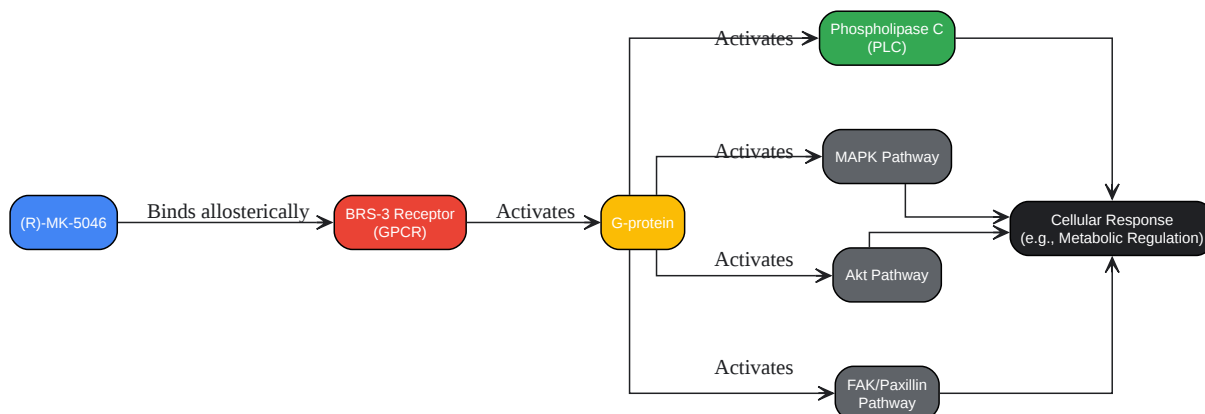 (R)-MK-5046
Binds allosterically
BRS-3 Receptor
(GPCR)
Activates
G-protein
Activates
Phospholipase C
(PLC)
Activates
MAPK Pathway
Activates
Akt Pathway
Activates
FAK/Paxillin
Pathway
Cellular Response
(e.g., Metabolic Regulation)